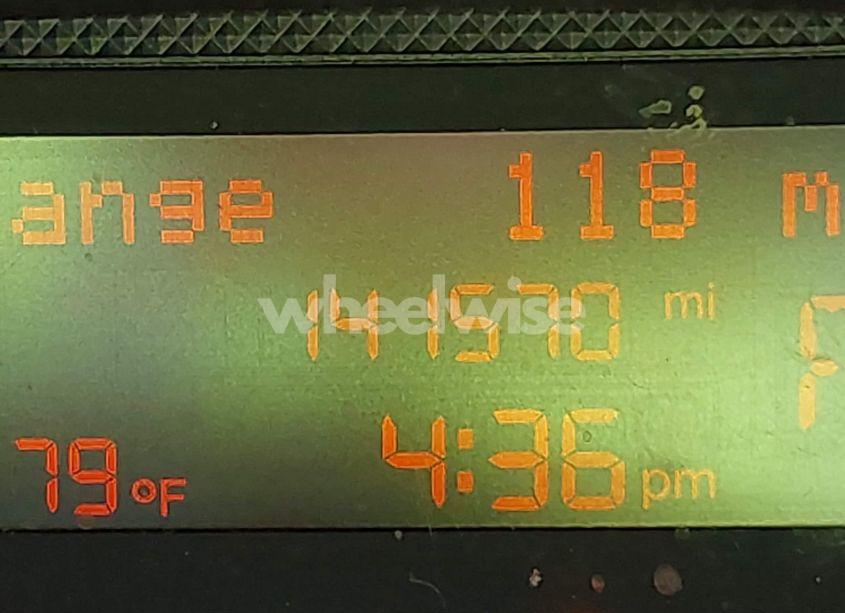 ange 118 m
141570 mi
wheelwise
P
79 °F 4:36 pm